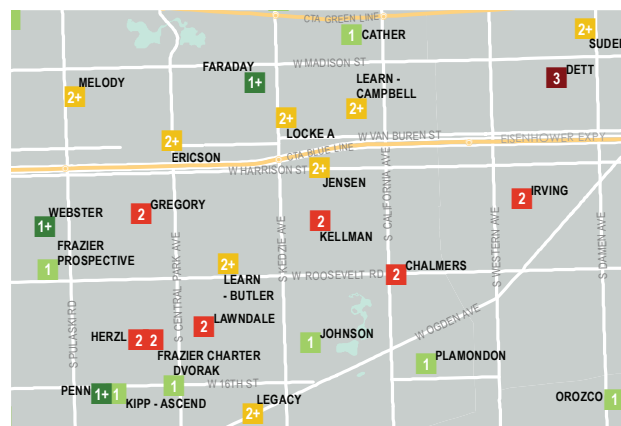 CTA GREEN LINE
1
CATHER
2+
SUDER
W MADISON ST
FARADAY
1+
3
DETT
MELODY
2+
LEARN -
CAMPBELL
2+
2+
LOCKE A
W VAN BUREN ST
EISENHOWER EXPY
2+
ERICSON
CTA BLUE LINE
W HARRISON ST
2+
JENSEN
S CALIFORNIA AVE
2
IRVING
2
GREGORY
1+
WEBSTER
2
KELLMAN
S CENTRAL PARK AVE
S KEDZIE AVE
S WESTERN AVE
S DAMEN AVE
FRAZIER
PROSPECTIVE
1
2+
LEARN
- BUTLER
W ROOSEVELT RD
2
CHALMERS
S PULASKI RD
2
LAWNDALE
W OGDEN AVE
HERZL
2
2
1
JOHNSON
FRAZIER CHARTER
DVORAK
1
1
PLAMONDON
W 16TH ST
PENN
1+
1
KIPP - ASCEND
2+
LEGACY
OROZCO
1